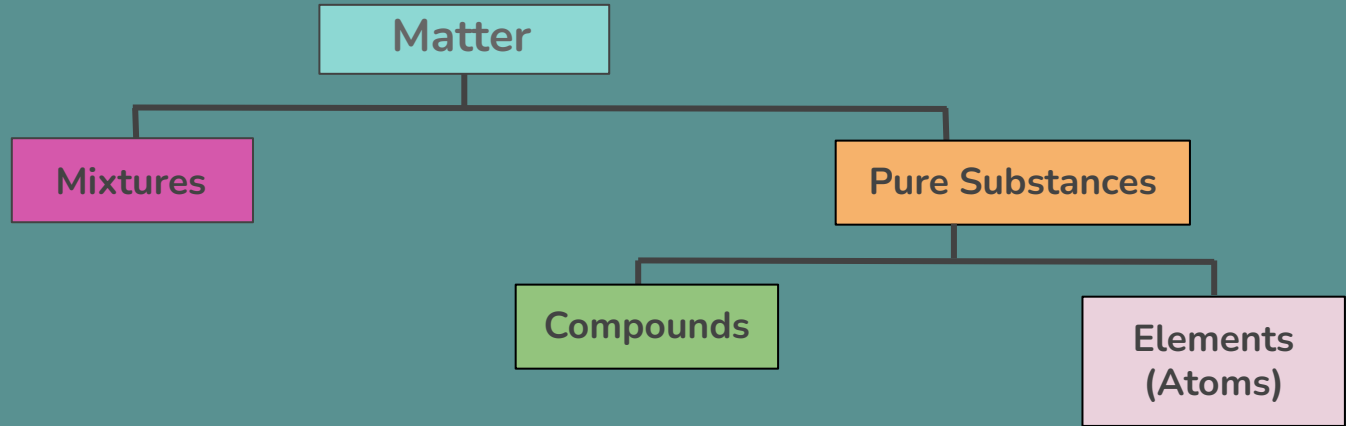 Matter
Mixtures
Pure Substances
Compounds
Elements
(Atoms)